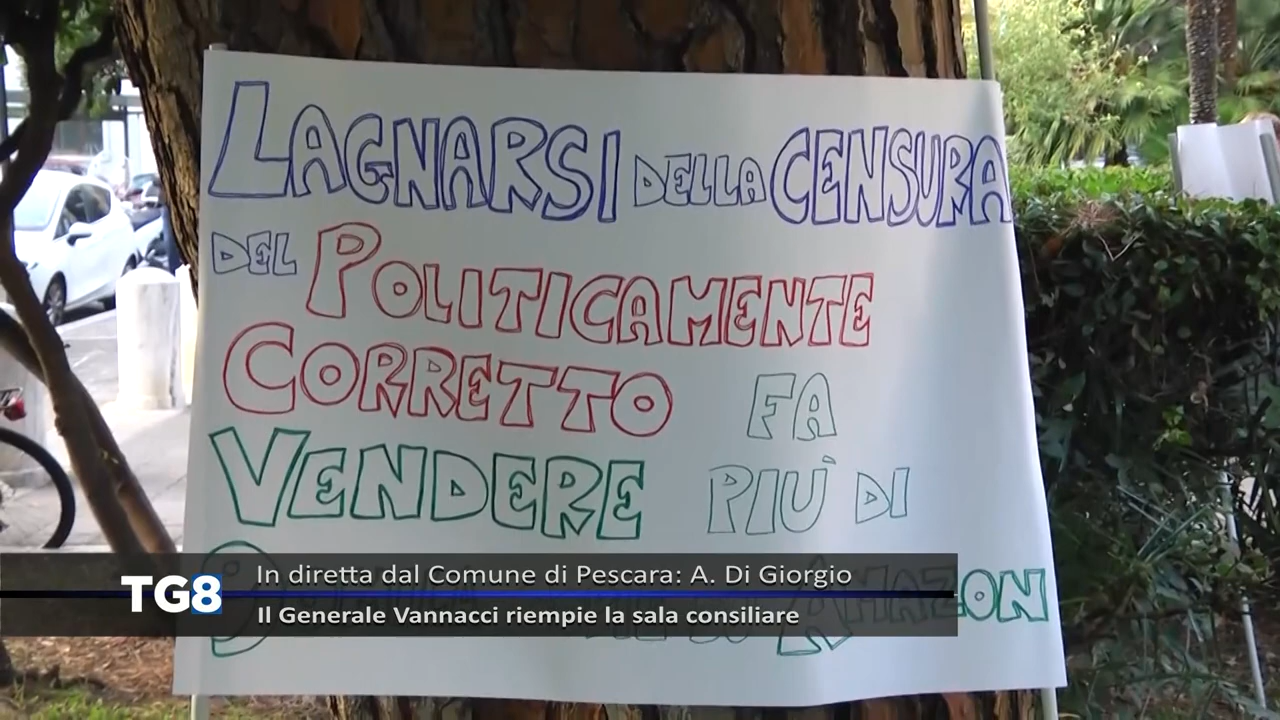 LAGNARSI DELLA CENSURA
DEL POLITICAMENTE
CORRETTO FA
VENDERE PIÙ DI
AMAZON
TG8
In diretta dal Comune di Pescara: A. Di Giorgio
Il Generale Vannacci riempie la sala consiliare